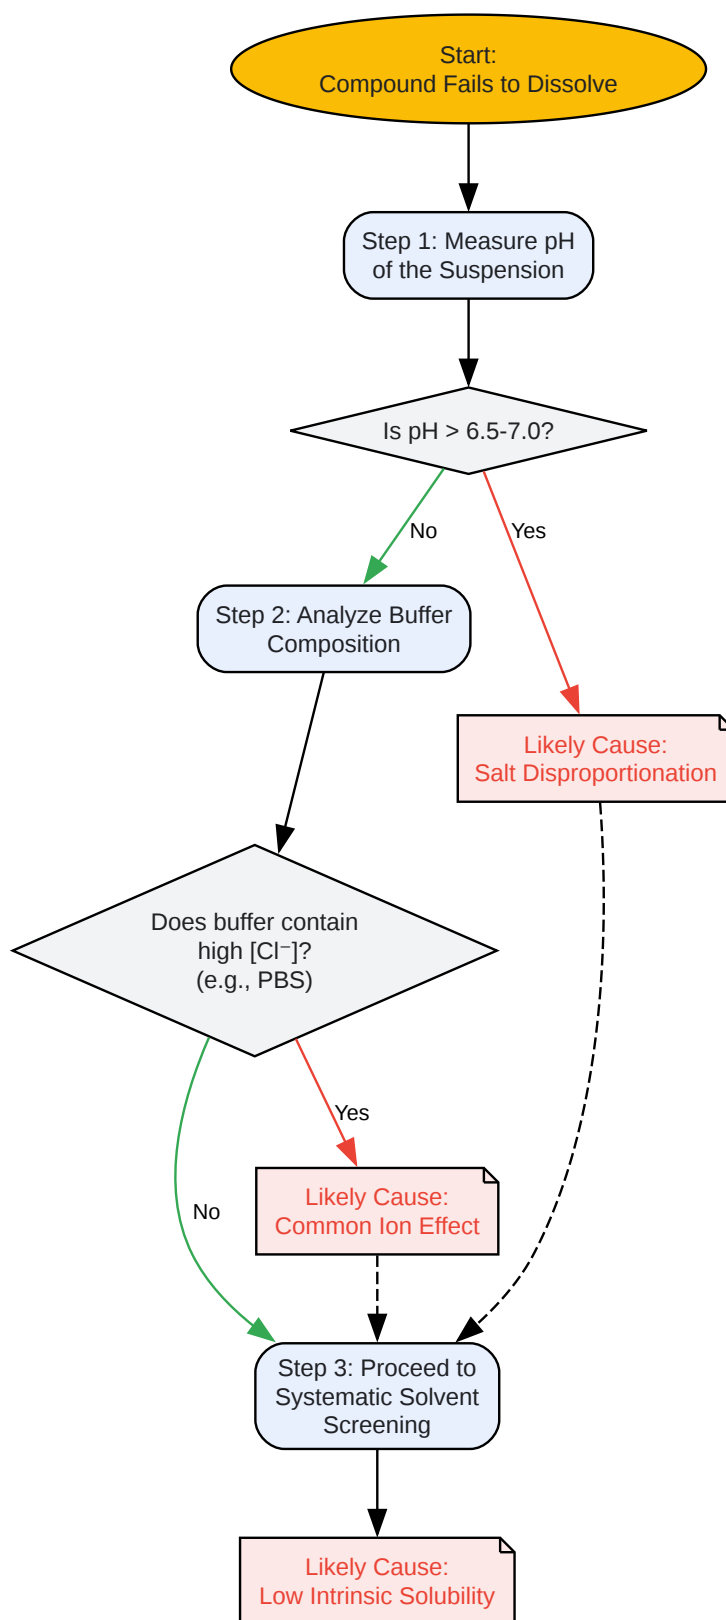 Start:
Compound Fails to Dissolve
Step 1: Measure pH
of the Suspension
Is pH > 6.5-7.0?
No
Yes
Step 2: Analyze Buffer
Composition
Likely Cause:
Salt Disproportionation
Does buffer contain
high [Cl⁻]?
(e.g., PBS)
Yes
No
Likely Cause:
Common Ion Effect
Step 3: Proceed to
Systematic Solvent
Screening
Likely Cause:
Low Intrinsic Solubility